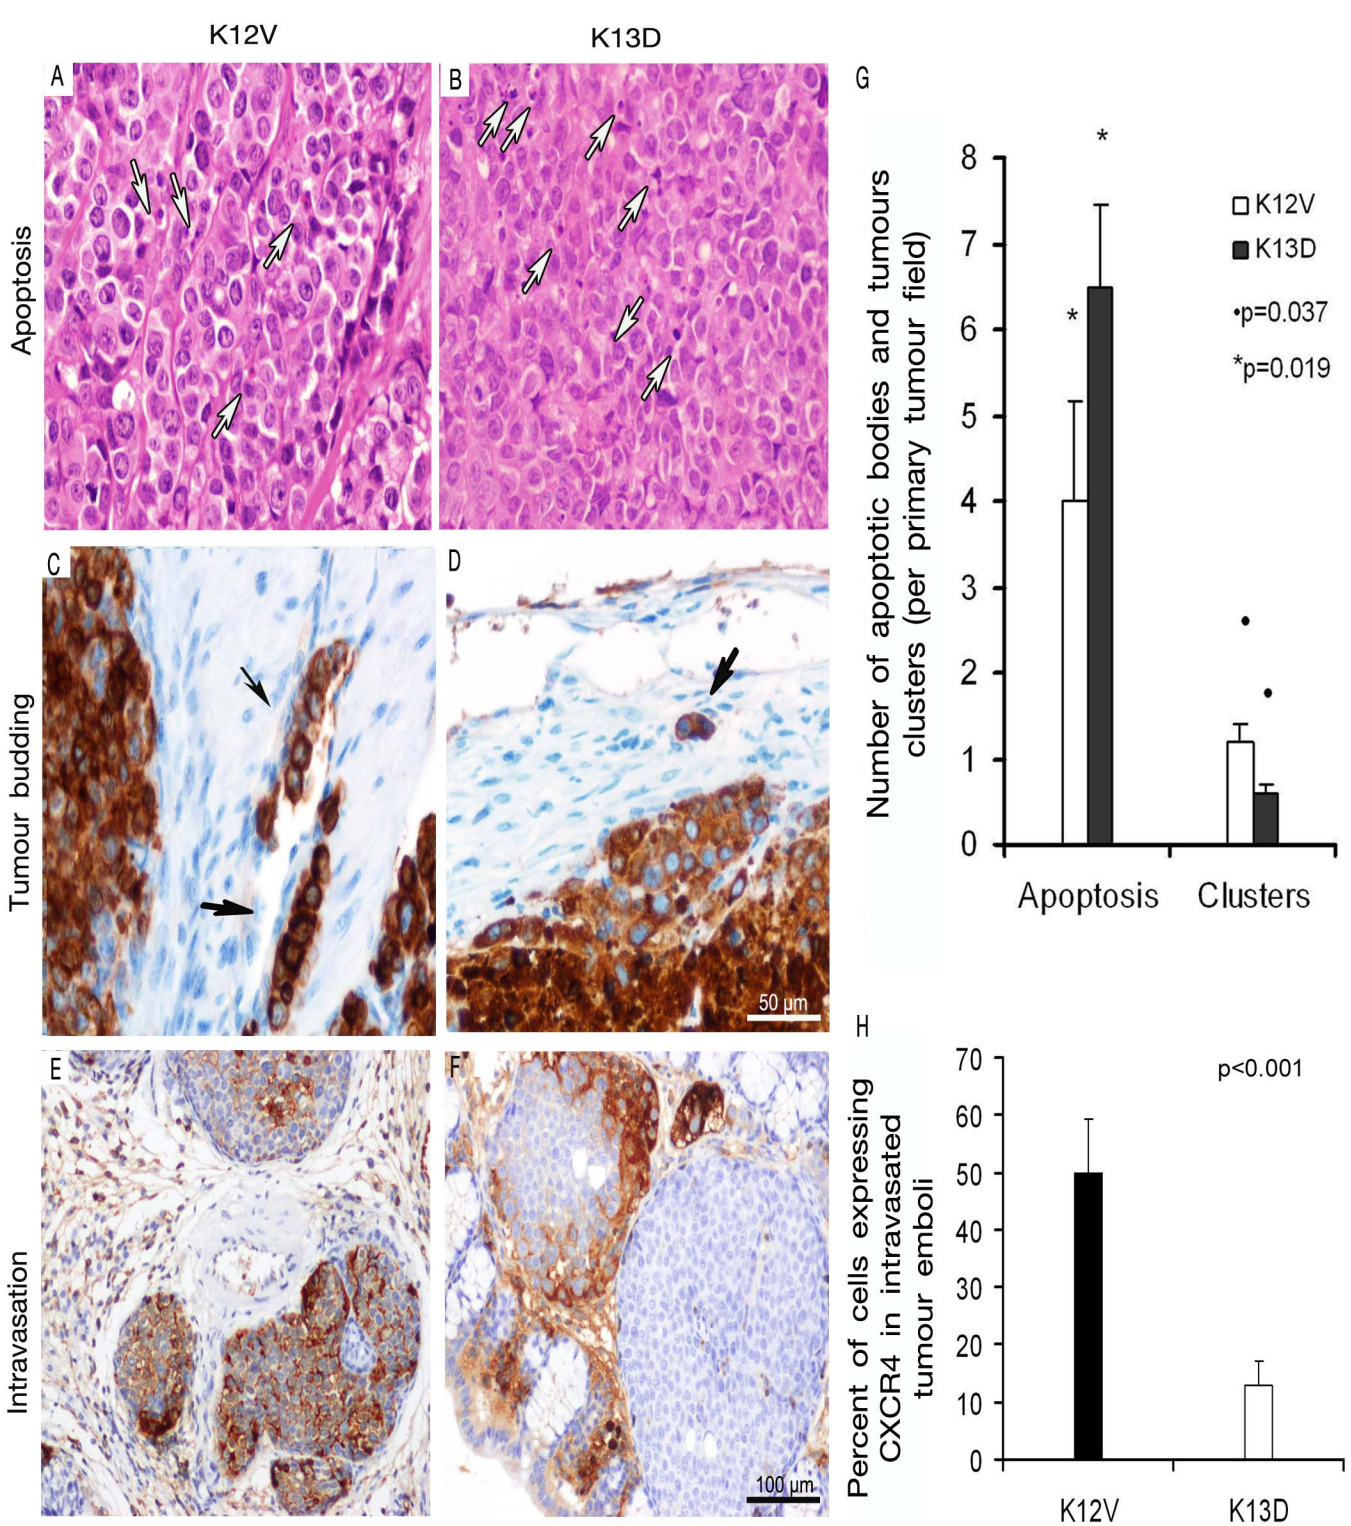 K12V
K13D
A
B
Apoptosis
C
D
Tumour budding
50 µm
E
F
Intravasation
100 µm
G
Number of apoptotic bodies and tumours
clusters (per primary tumour field)
8
7
6
5
4
3
2
1
0
*
*
•
•
K12V
K13D
•p=0.037
*p=0.019
Apoptosis
Clusters
H
Percent of cells expressing
CXCR4 in intravasated
tumour emboli
70
60
50
40
30
20
10
0
p<0.001
K12V
K13D